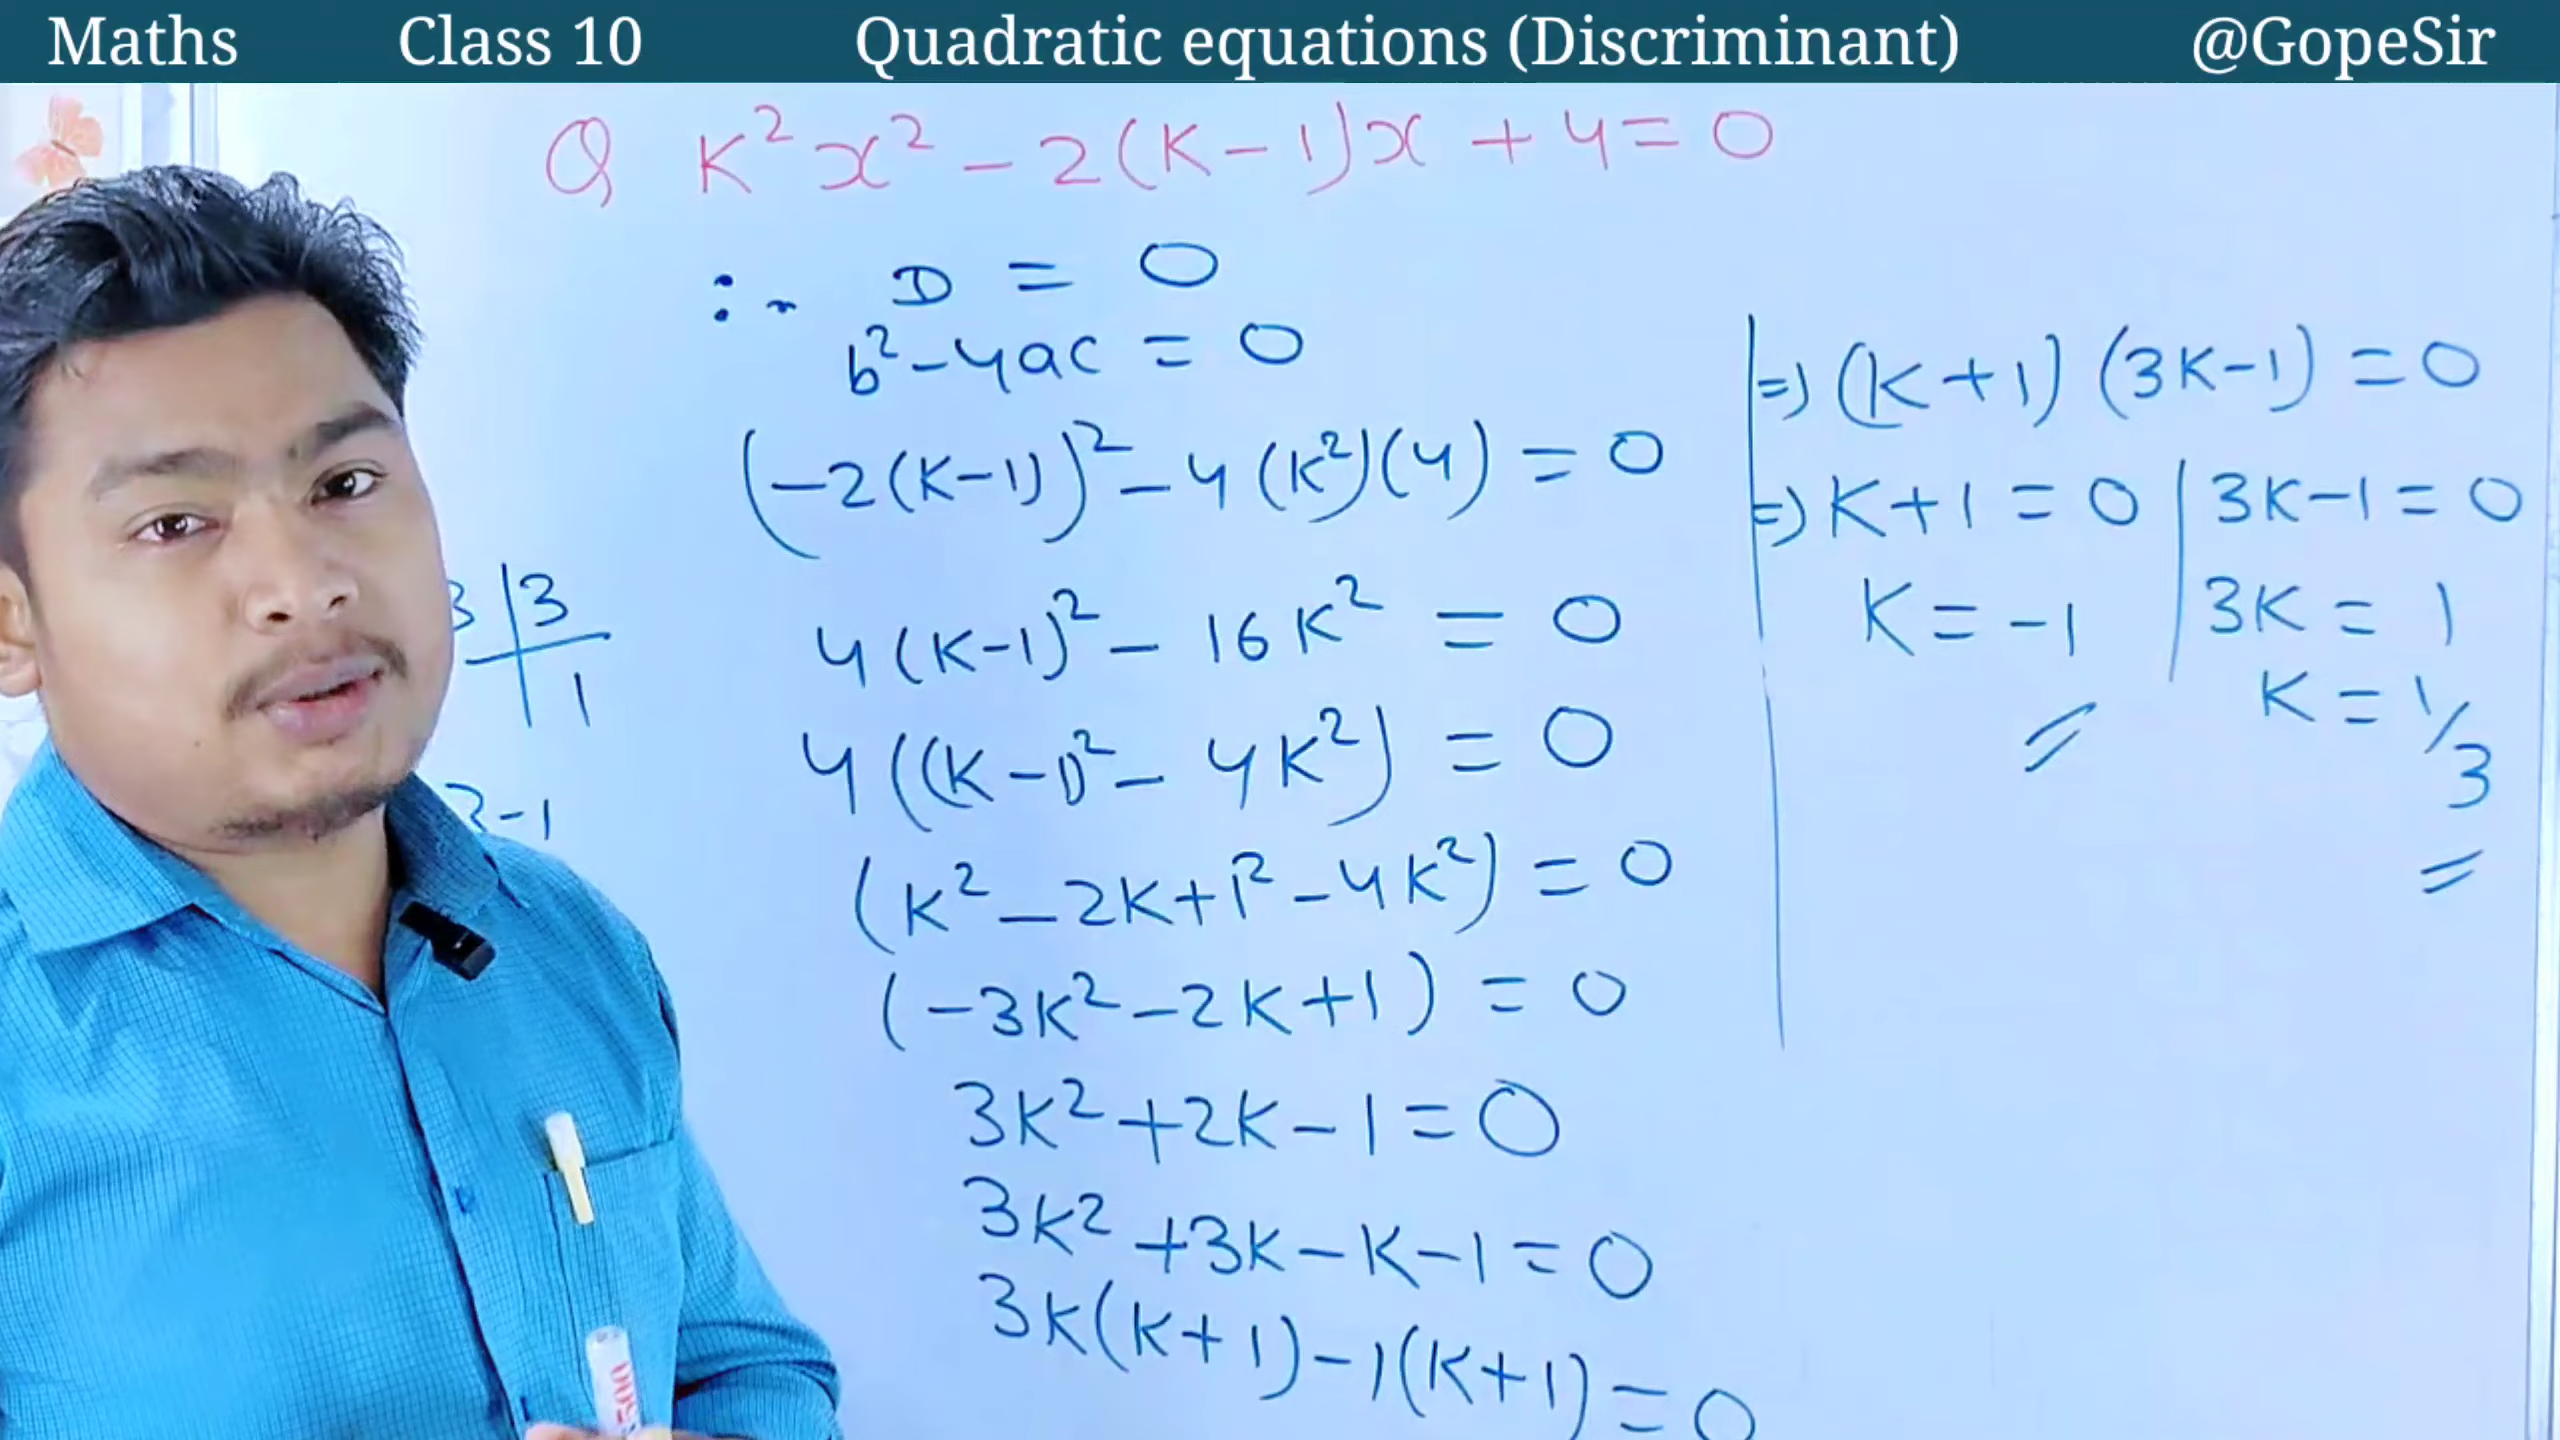 Maths Class 10 Quadratic equations (Discriminant) @GopeSir
Q K²x² - 2(K-1)x + 4 = 0
∴ D = 0
b² - 4ac = 0
(-2(K-1))² - 4(K²)(4) = 0
4(K-1)² - 16K² = 0
4((K-1)² - 4K²) = 0
(K² - 2K + 1² - 4K²) = 0
(-3K² - 2K + 1) = 0
3K² + 2K - 1 = 0
3K² + 3K - K - 1 = 0
3K(K+1) - 1(K+1) = 0
3 | 3
1
3-1
=) (K+1) (3K-1) = 0
=) K+1 = 0 | 3K-1 = 0
K = -1 | 3K = 1
K = 1/3